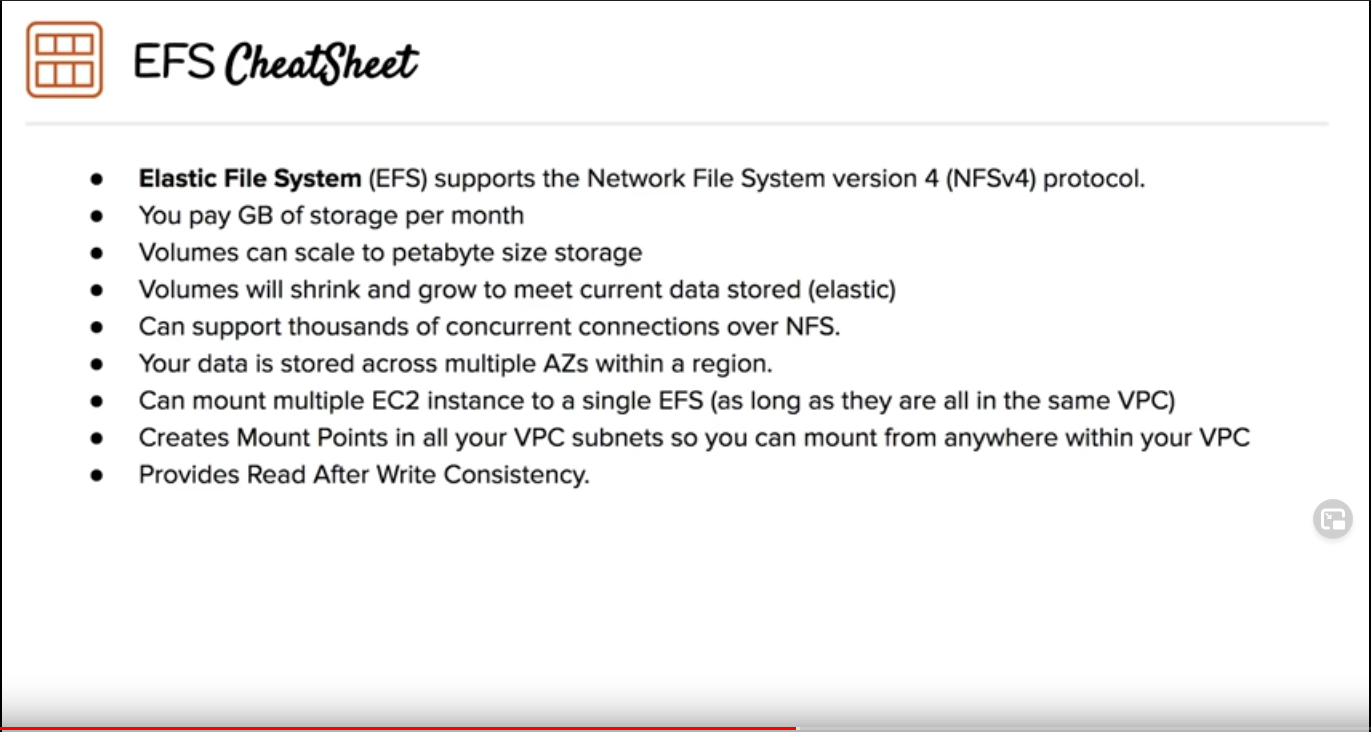 EFS CheatSheet
● Elastic File System (EFS) supports the Network File System version 4 (NFSv4) protocol.
● You pay GB of storage per month
● Volumes can scale to petabyte size storage
● Volumes will shrink and grow to meet current data stored (elastic)
● Can support thousands of concurrent connections over NFS.
● Your data is stored across multiple AZs within a region.
● Can mount multiple EC2 instance to a single EFS (as long as they are all in the same VPC)
● Creates Mount Points in all your VPC subnets so you can mount from anywhere within your VPC
● Provides Read After Write Consistency.